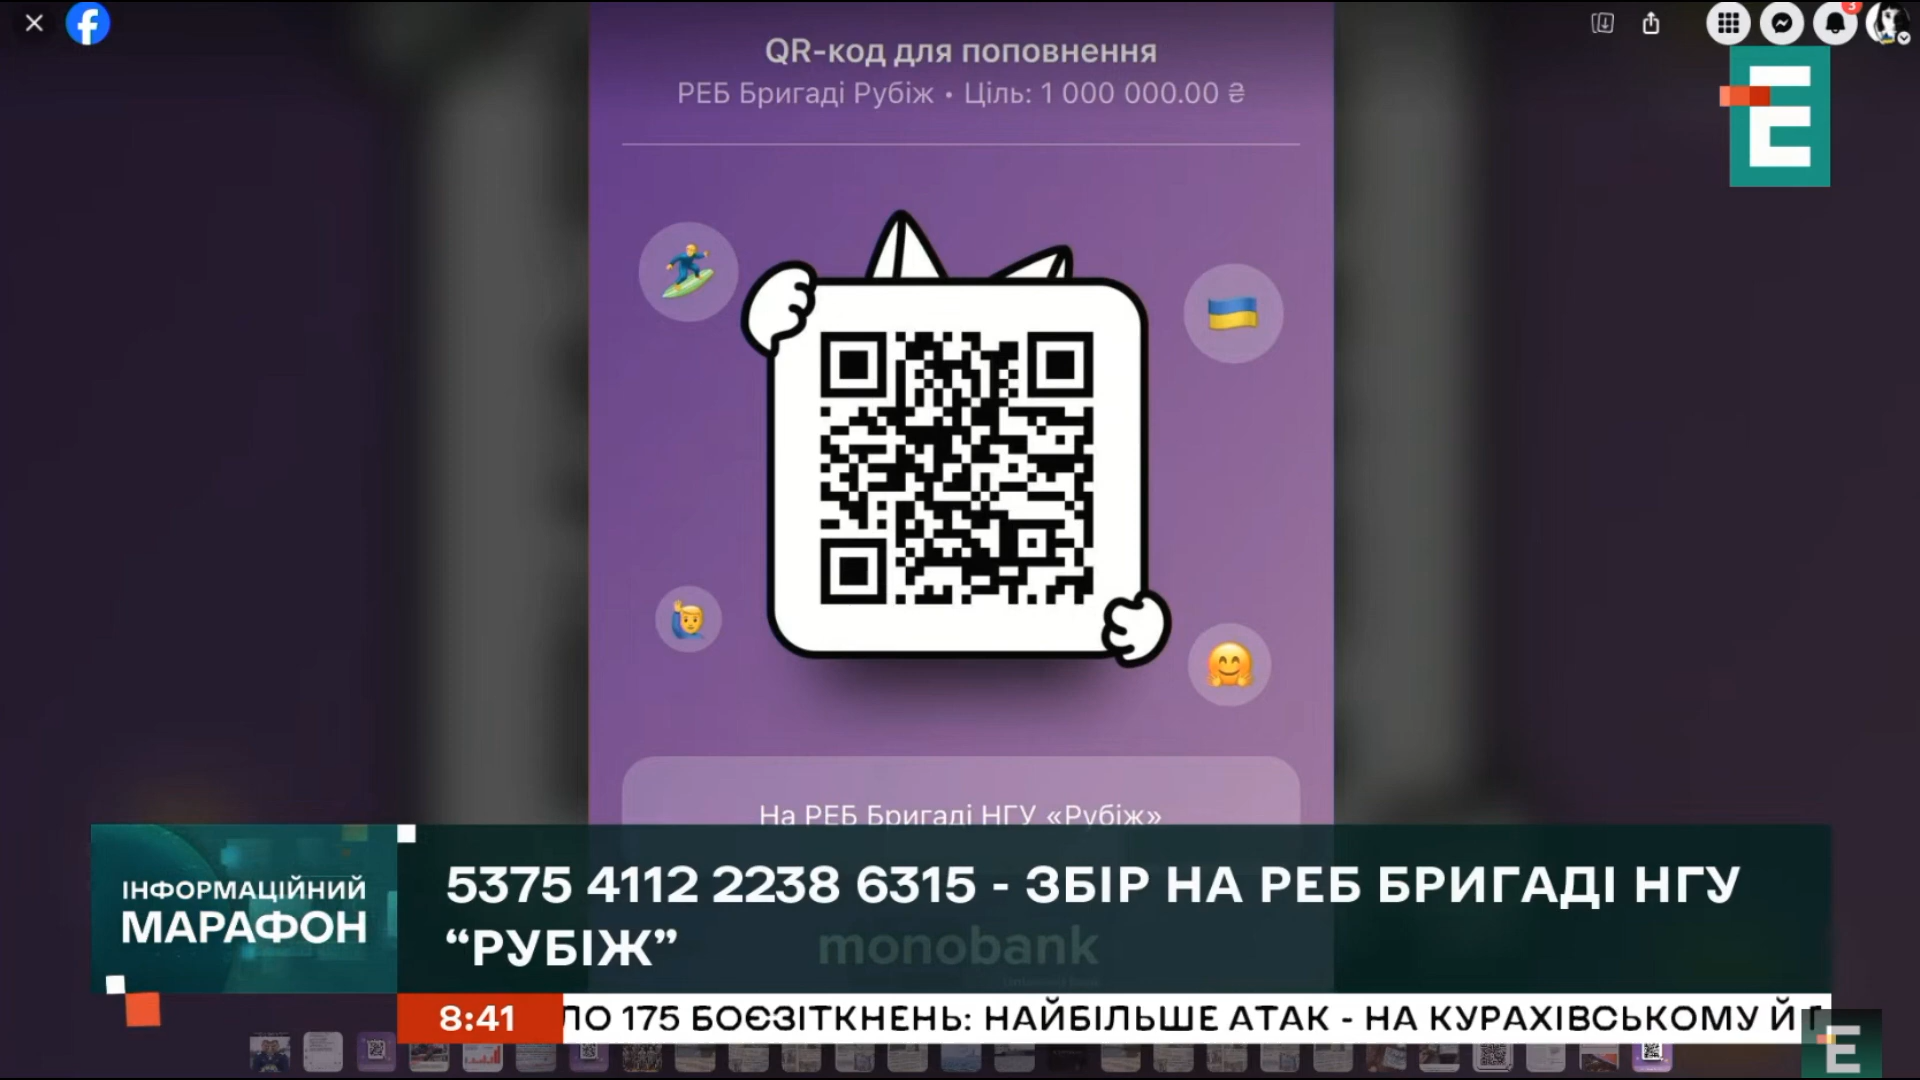 QR-код для поповнення
РЕБ Бригаді Рубіж • Ціль: 1 000 000.00 ₴
3
Е
На РЕБ Бригаді НГУ «Рубіж»
ІНФОРМАЦІЙНИЙ
МАРАФОН
5375 4112 2238 6315 - ЗБІР НА РЕБ БРИГАДІ НГУ
“РУБІЖ”
monobank
8:41
ЛО 175 БОЄЗІТКНЕНЬ: НАЙБІЛЬШЕ АТАК - НА КУРАХІВСЬКОМУ Й
Е